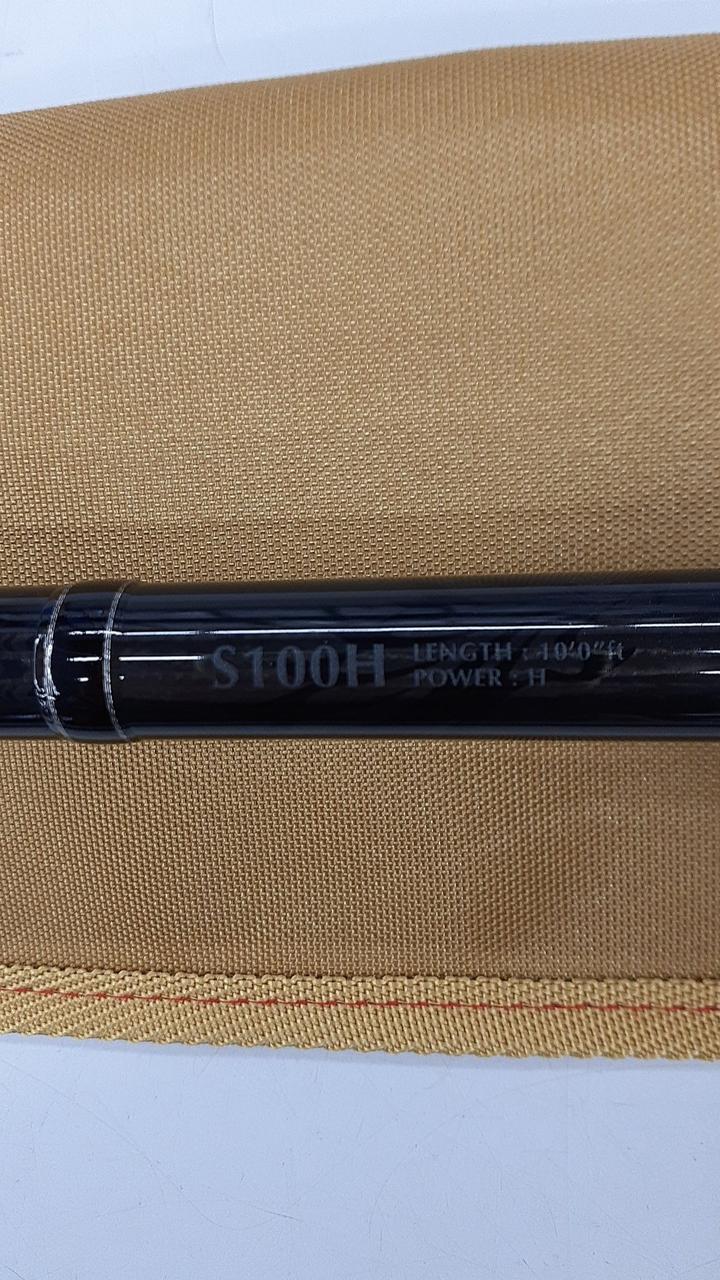 S100H
LENGTH : 10'0"ft
POWER : H